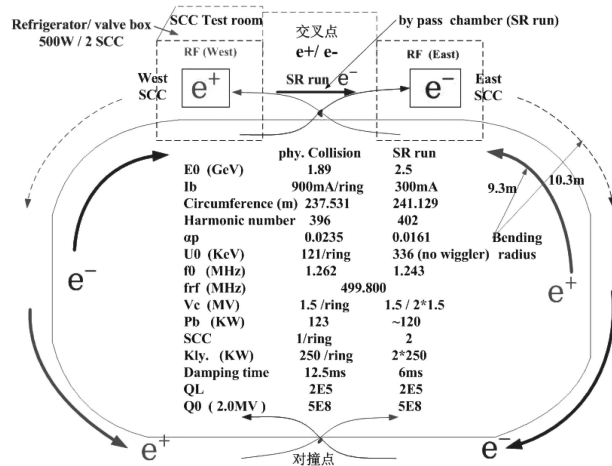 Refrigerator/ valve box
500W / 2 SCC
SCC Test room
交叉点
e+/ e-
by pass chamber (SR run)
RF (West)
RF (East)
West
SCC
e+
SR run e−
e−
East
SCC
phy. Collision SR run
E0 (GeV) 1.89 2.5
Ib 900mA/ring 300mA
Circumference (m) 237.531 241.129
Harmonic number 396 402
αp 0.0235 0.0161
U0 (KeV) 121/ring 336 (no wiggler)
f0 (MHz) 1.262 1.243
frf (MHz) 499.800
Vc (MV) 1.5 /ring 1.5 / 2*1.5
Pb (KW) 123 ~120
SCC 1/ring 2
Kly. (KW) 250 /ring 2*250
Damping time 12.5ms 6ms
QL 2E5 2E5
Q0 ( 2.0MV ) 5E8 5E8
9.3m
10.3m
Bending
radius
e−
e+
e+
对撞点
e−